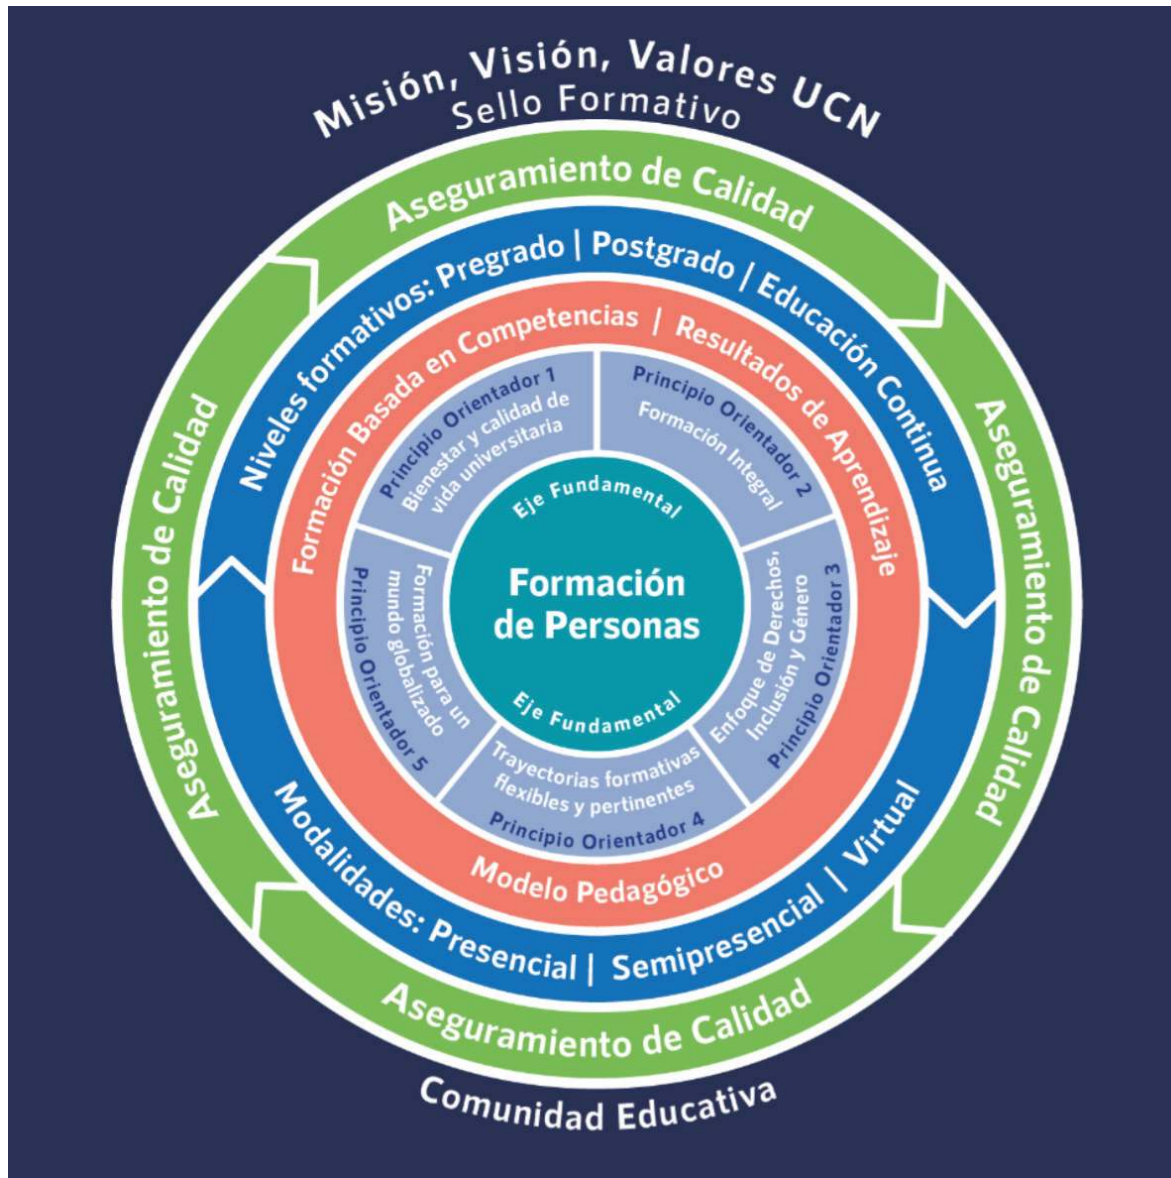 Misión, Visión, Valores UCN
Sello Formativo
Aseguramiento de Calidad
Aseguramiento de Calidad
Aseguramiento de Calidad
Aseguramiento de Calidad
Niveles formativos: Pregrado | Postgrado | Educación Continua
Modalidades: Presencial | Semipresencial | Virtual
Formación Basada en Competencias | Resultados de Aprendizaje
Modelo Pedagógico
Principio Orientador 1
Bienestar y calidad de
vida universitaria
Principio Orientador 2
Formación Integral
Enfoque de Derechos,
Inclusión y Género
Principio Orientador 3
Trayectorias formativas
flexibles y pertinentes
Principio Orientador 4
Formación para un
mundo globalizado
Principio Orientador 5
Eje Fundamental
Formación
de Personas
Eje Fundamental
Comunidad Educativa